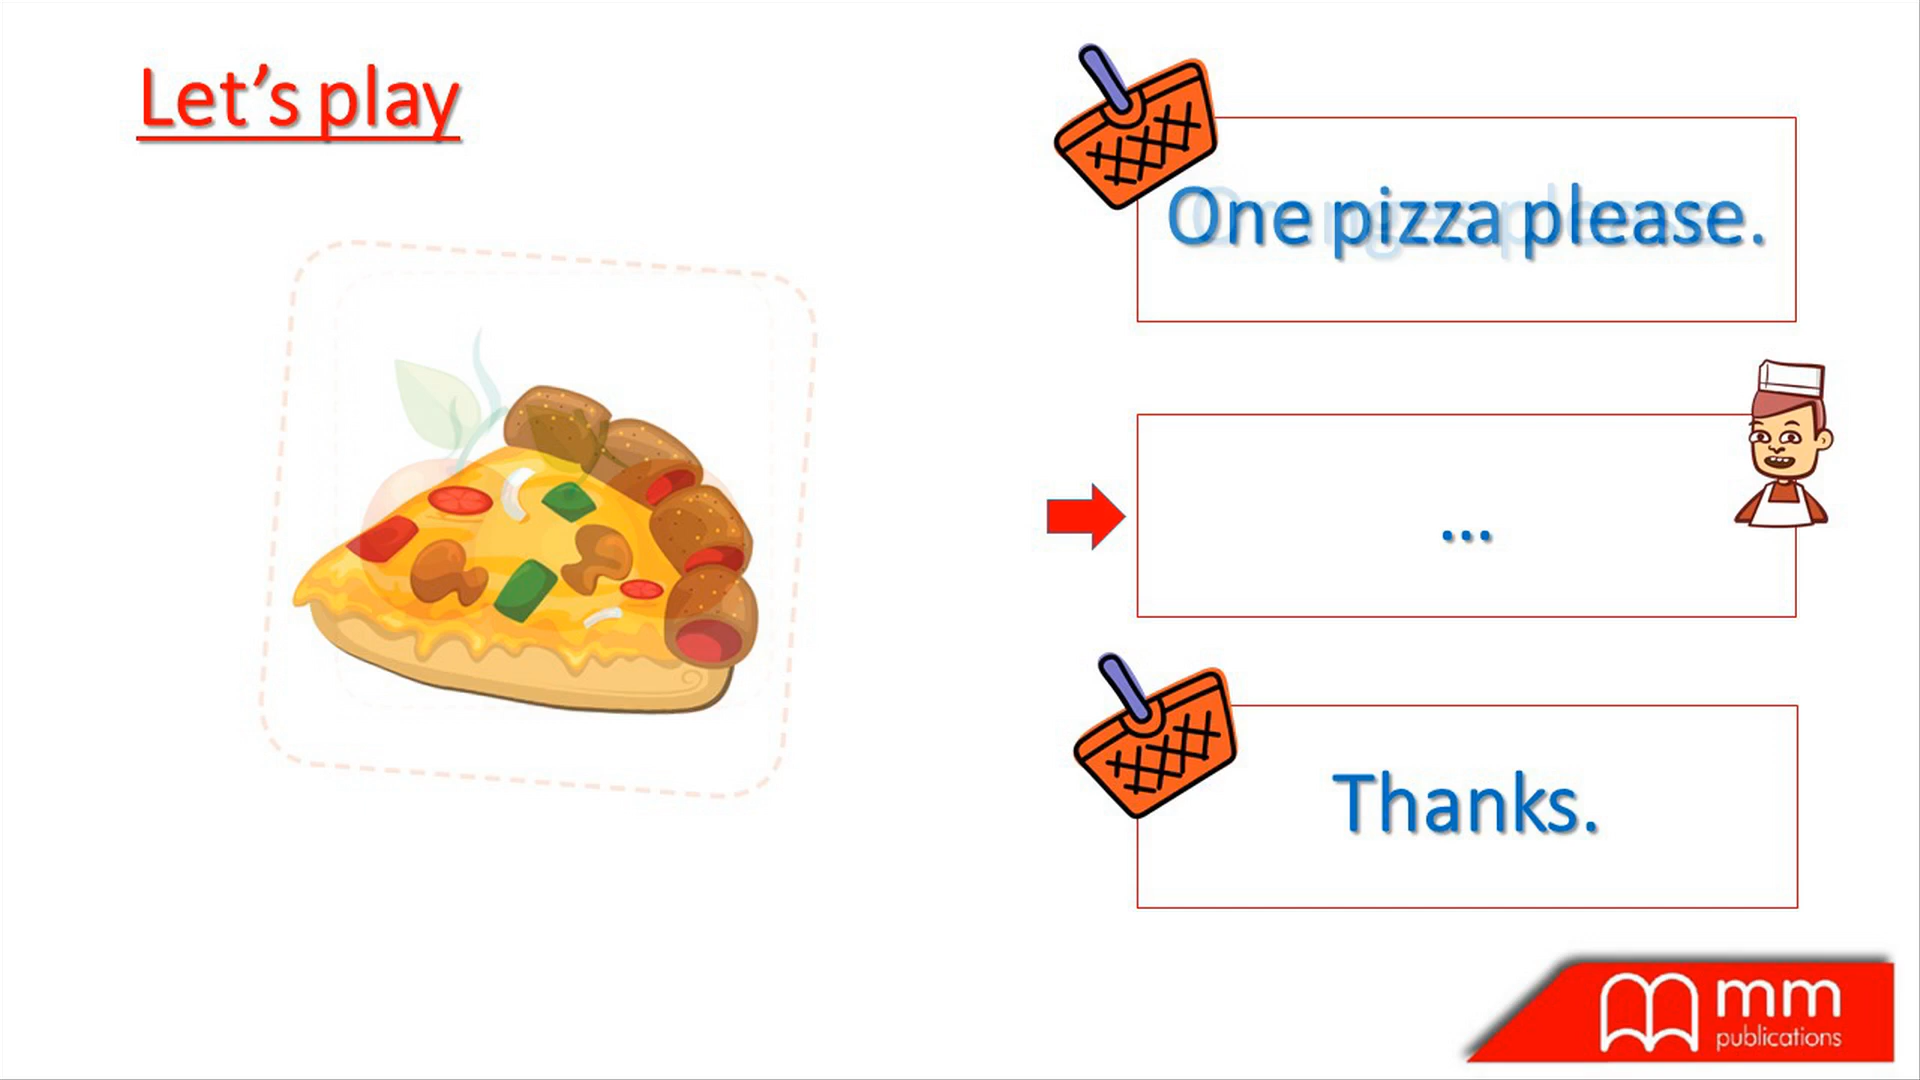 Let's play
One pizza please.
...
Thanks.
mm
publications